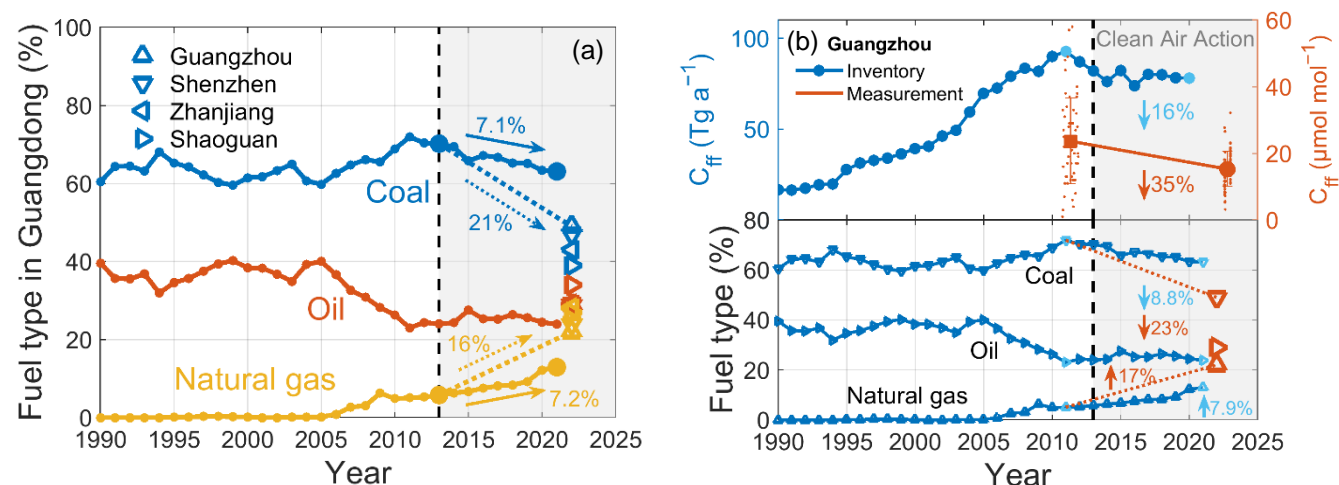 (a)
Fuel type in Guangdong (%)
100
80
60
40
20
0
Guangzhou
Shenzhen
Zhanjiang
Shaoguan
7.1%
Coal
21%
Oil
16%
Natural gas
7.2%
1990 1995 2000 2005 2010 2015 2020 2025
Year
(b) Guangzhou
Clean Air Action
Inventory
Measurement
C_ff (Tg a⁻¹)
100
50
C_ff (μmol mol⁻¹)
60
40
20
0
16%
35%
Fuel type (%)
80
60
40
20
0
Coal
8.8%
23%
Oil
17%
Natural gas
7.9%
1990 1995 2000 2005 2010 2015 2020 2025
Year